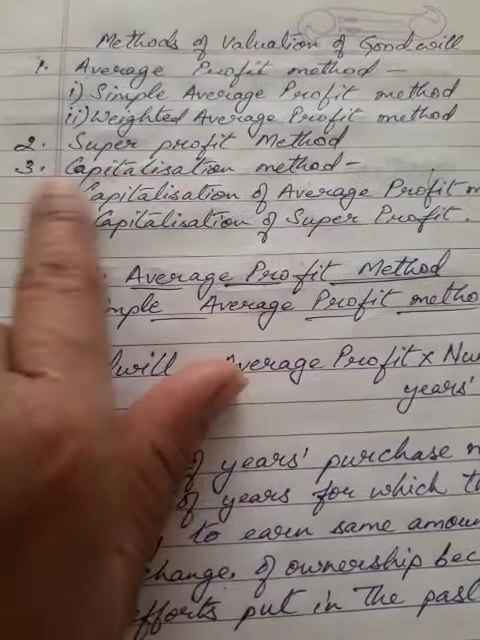 Methods of Valuation of Goodwill
1. Average Profit method -
i) Simple Average Profit method
ii) Weighted Average Profit method
2. Super profit Method
3. Capitalisation method -
Capitalisation of Average Profit
Capitalisation of Super Profit.
Average Profit Method
Average Profit
Average Profit x
years'
years' purchase
of years for which
to earn same
change. of ownership
efforts put in the past